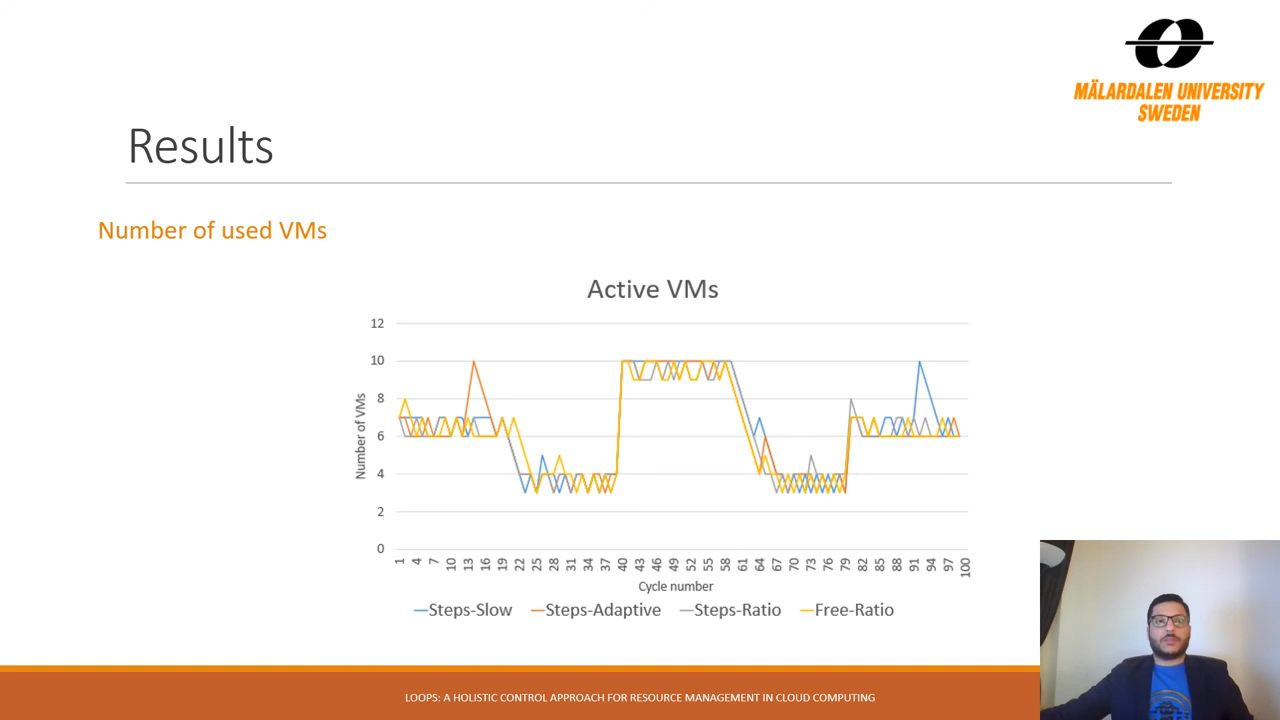 MÄLARDALEN UNIVERSITY
SWEDEN
Results
Number of used VMs
Active VMs
12
10
8
6
4
2
0
Number of VMs
1 4 7 10 13 16 19 22 25 28 31 34 37 40 43 46 49 52 55 58 61 64 67 70 73 76 79 82 85 88 91 94 97 100
Cycle number
Steps-Slow Steps-Adaptive Steps-Ratio Free-Ratio
LOOPS: A HOLISTIC CONTROL APPROACH FOR RESOURCE MANAGEMENT IN CLOUD COMPUTING